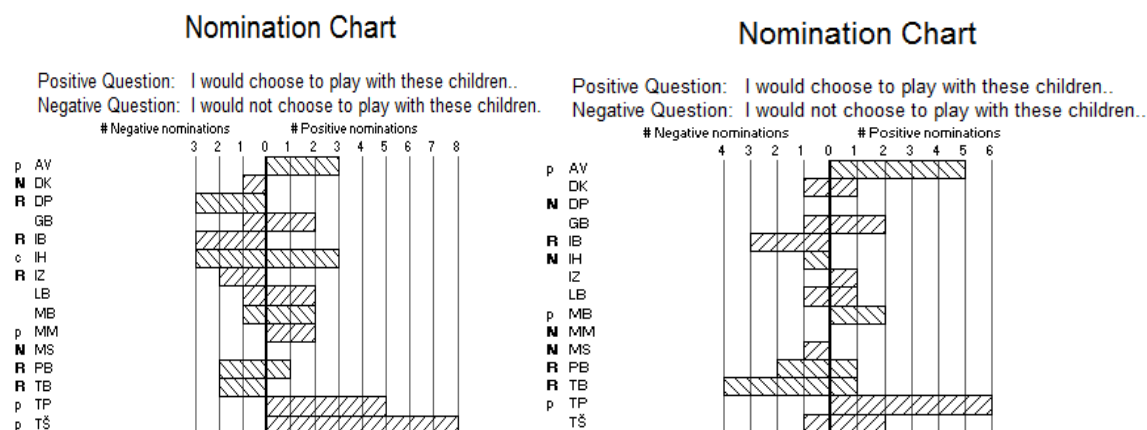 Nomination Chart
Positive Question: I would choose to play with these children..
Negative Question: I would not choose to play with these children.
# Negative nominations # Positive nominations
3 2 1 0 1 2 3 4 5 6 7 8
p AV
N DK
R DP
GB
R IB
c IH
R IZ
LB
MB
p MM
N MS
R PB
R TB
p TP
p TŠ
Nomination Chart
Positive Question: I would choose to play with these children..
Negative Question: I would not choose to play with these children..
# Negative nominations # Positive nominations
4 3 2 1 0 1 2 3 4 5 6
p AV
DK
N DP
GB
R IB
N IH
IZ
LB
p MB
N MM
N MS
R PB
R TB
p TP
TŠ